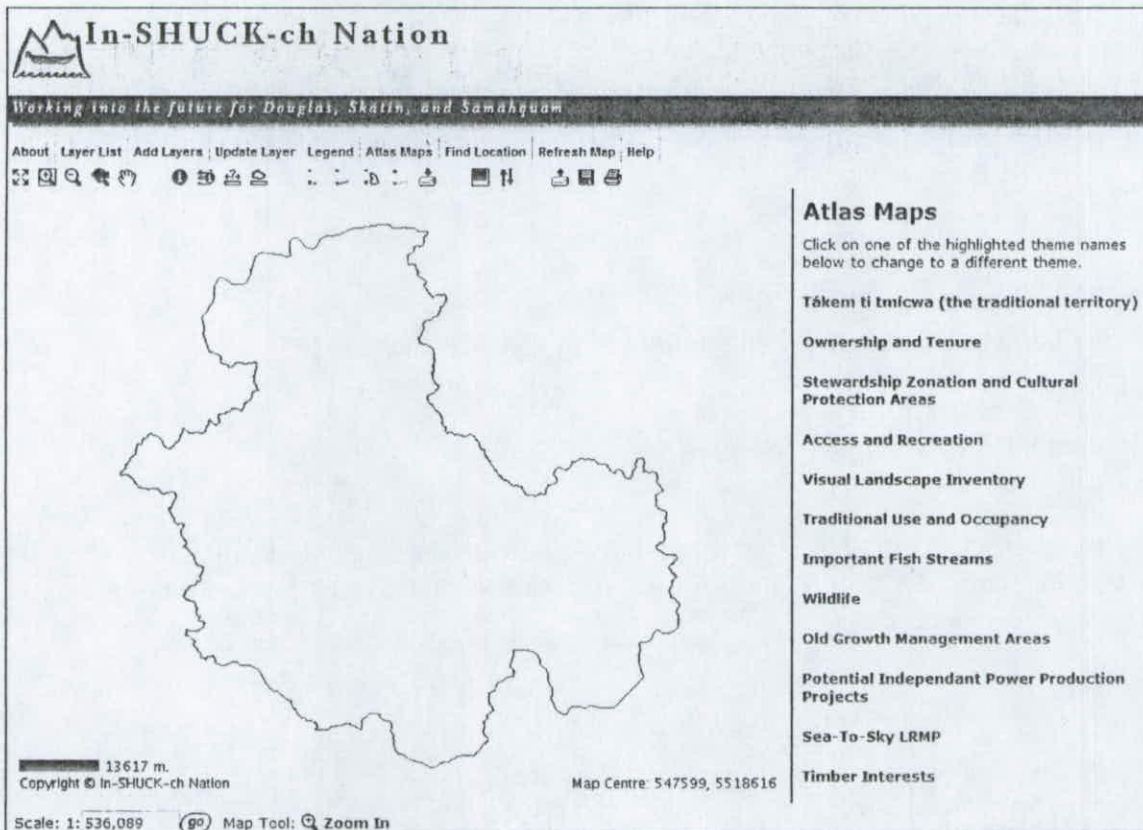 In-SHUCK-ch Nation
Working into the future for Douglas, Skatin, and Samahquam
About Layer List Add Layers Update Layer Legend Atlas Maps Find Location Refresh Map Help
Atlas Maps
Click on one of the highlighted theme names
below to change to a different theme.
Tákem ti tmícwa (the traditional territory)
Ownership and Tenure
Stewardship Zonation and Cultural
Protection Areas
Access and Recreation
Visual Landscape Inventory
Traditional Use and Occupancy
Important Fish Streams
Wildlife
Old Growth Management Areas
Potential Independant Power Production
Projects
Sea-To-Sky LRMP
Timber Interests
13617 m.
Copyright © In-SHUCK-ch Nation
Map Centre: 547599, 5518616
Scale: 1: 536,089 go Map Tool: Zoom In